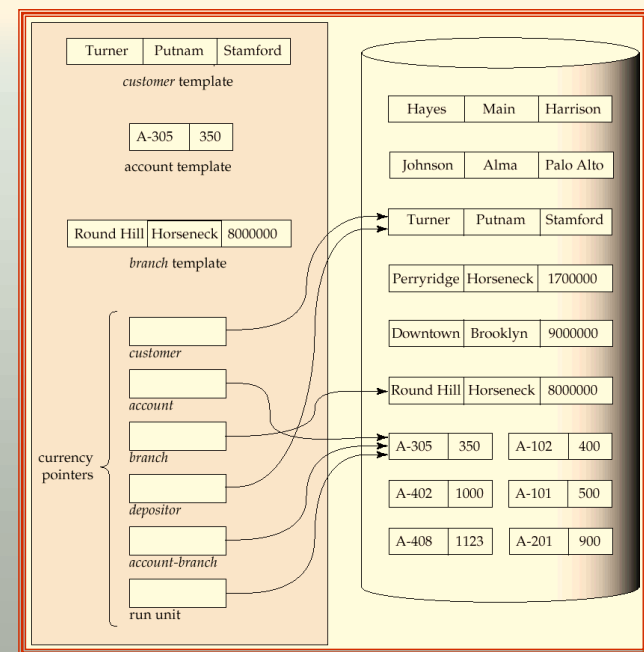 Turner Putnam Stamford
customer template
A-305 350
account template
Round Hill Horseneck 8000000
branch template
currency pointers
customer
account
branch
depositor
account-branch
run unit
Hayes Main Harrison
Johnson Alma Palo Alto
Turner Putnam Stamford
Perryridge Horseneck 1700000
Downtown Brooklyn 9000000
Round Hill Horseneck 8000000
A-305 350 A-102 400
A-402 1000 A-101 500
A-408 1123 A-201 900